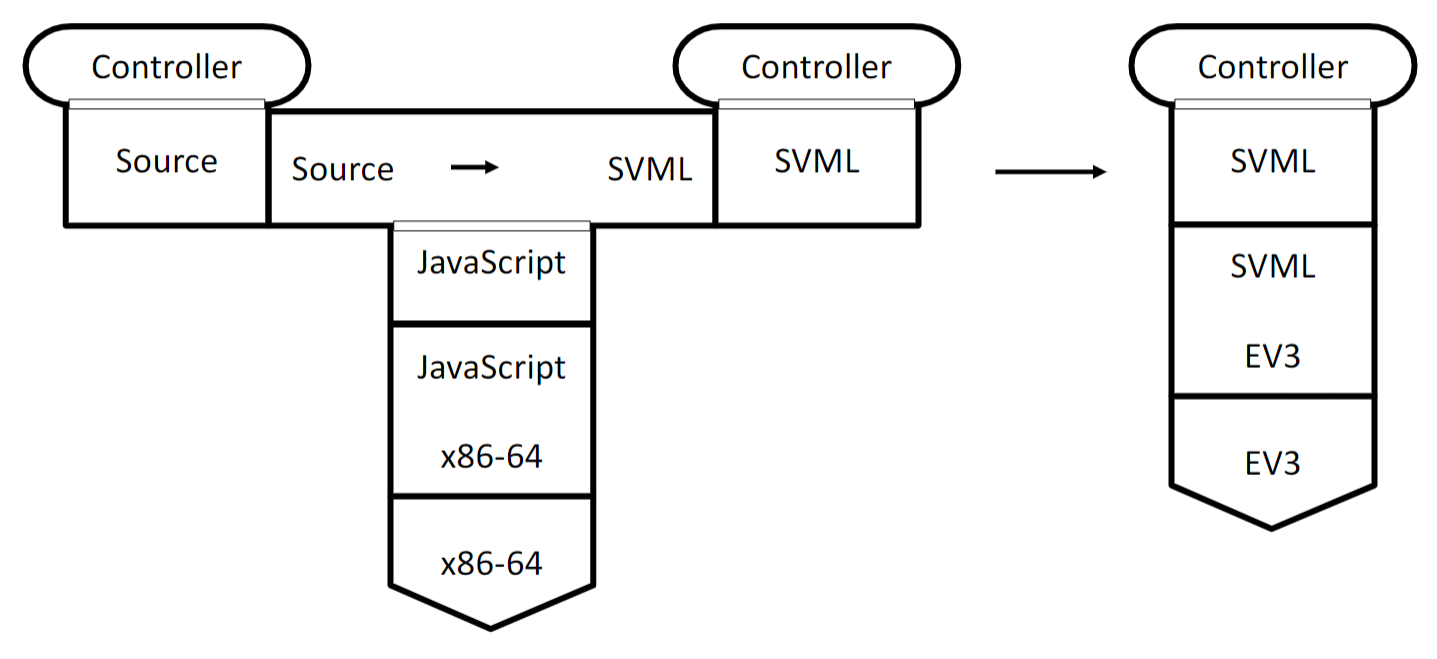 Controller
Controller
Controller
Source
Source
SVML
SVML
SVML
JavaScript
SVML
JavaScript
EV3
x86-64
EV3
x86-64